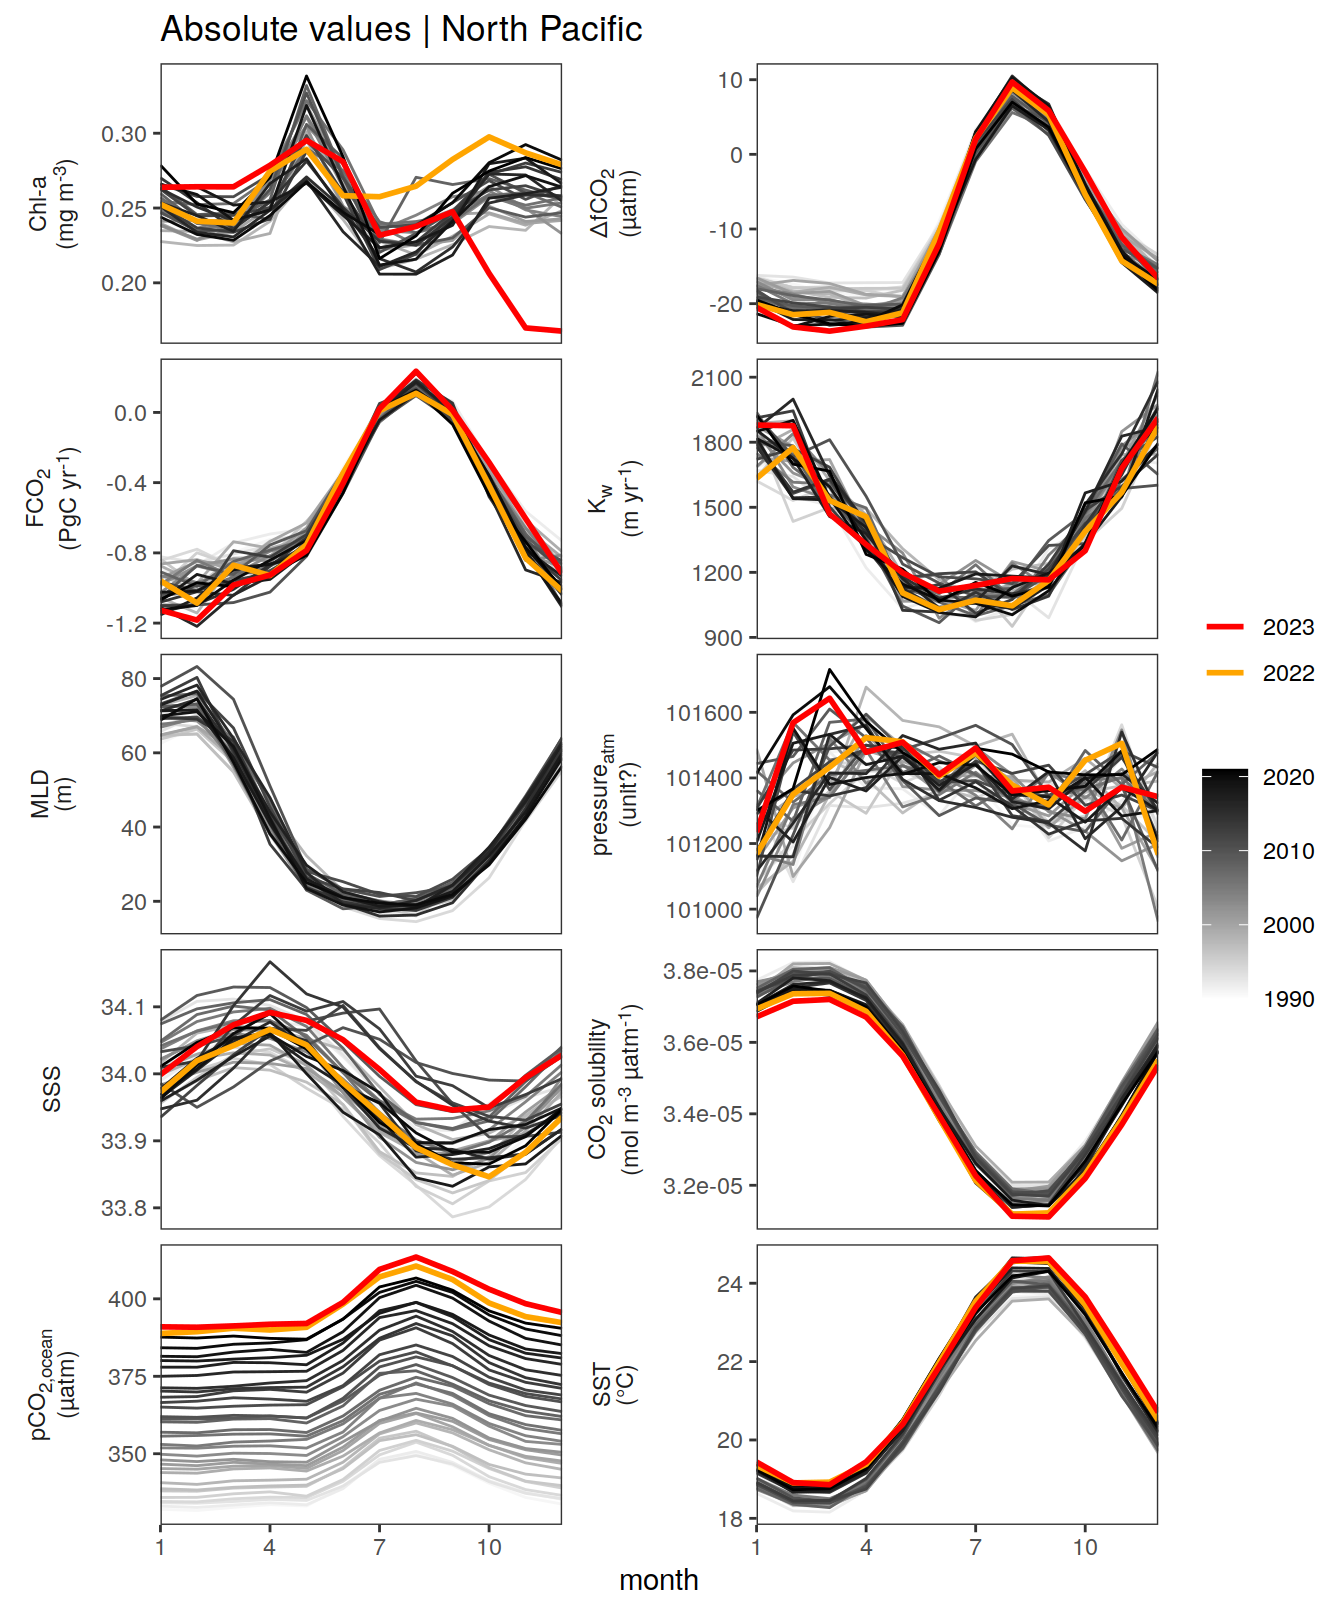 Absolute values | North Pacific
Chl-a
(mg m-3)
0.30
0.25
0.20
ΔfCO2
(µatm)
10
0
-10
-20
FCO2
(PgC yr-1)
0.0
-0.4
-0.8
-1.2
Kw
(m yr-1)
2100
1800
1500
1200
900
MLD
(m)
80
60
40
20
pressureatm
(unit?)
101600
101400
101200
101000
SSS
34.1
34.0
33.9
33.8
CO2 solubility
(mol m-3 µatm-1)
3.8e-05
3.6e-05
3.4e-05
3.2e-05
pCO2,ocean
(µatm)
400
375
350
1
4
7
10
SST
(°C)
24
22
20
18
1
4
7
10
month
2023
2022
2020
2010
2000
1990